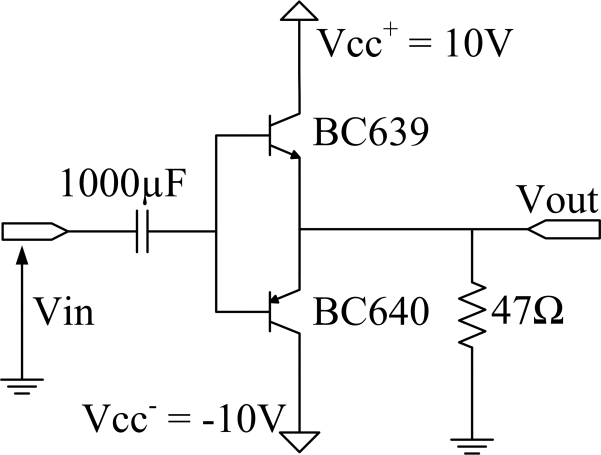 Vcc⁺ = 10V
BC639
1000µF
Vout
Vin
BC640
47Ω
Vcc⁻ = -10V